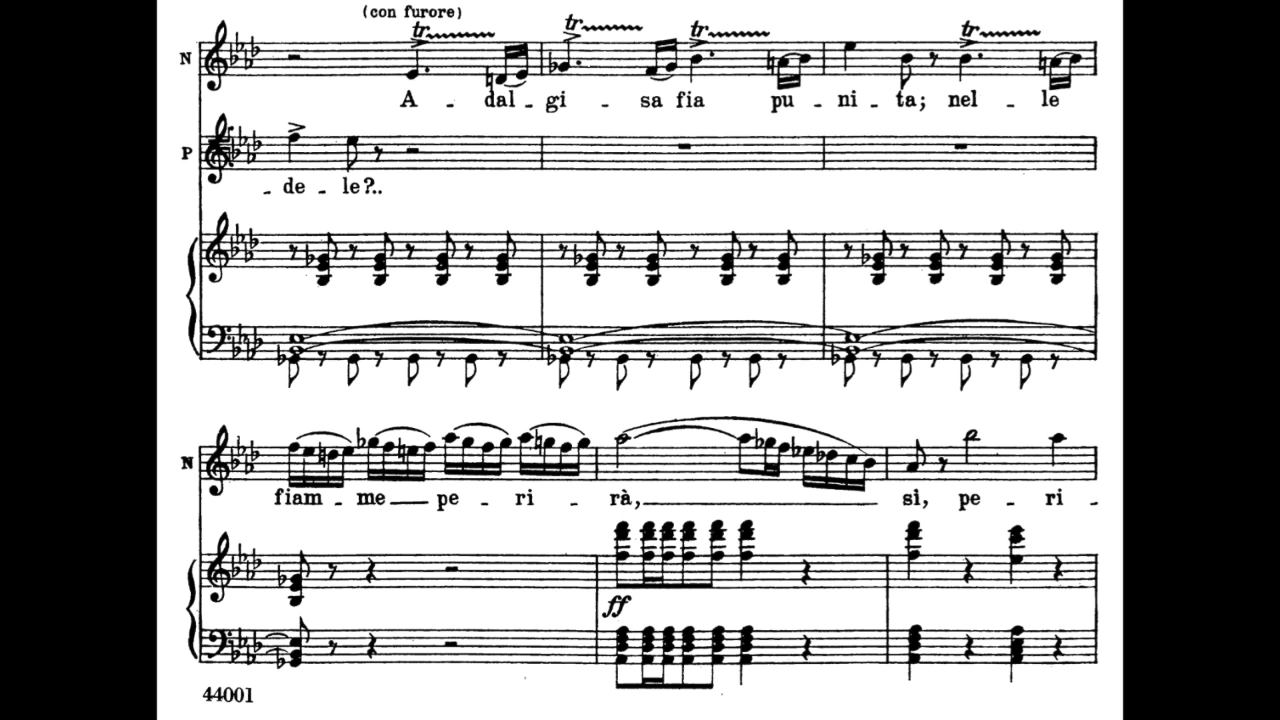 (con furore)
tr tr tr tr
N
A - dal - gi - sa fia pu - ni - ta; nel - le
P
- de - le?..
N
fiam - me pe - ri - rà, sì, pe - ri -
ff
44001